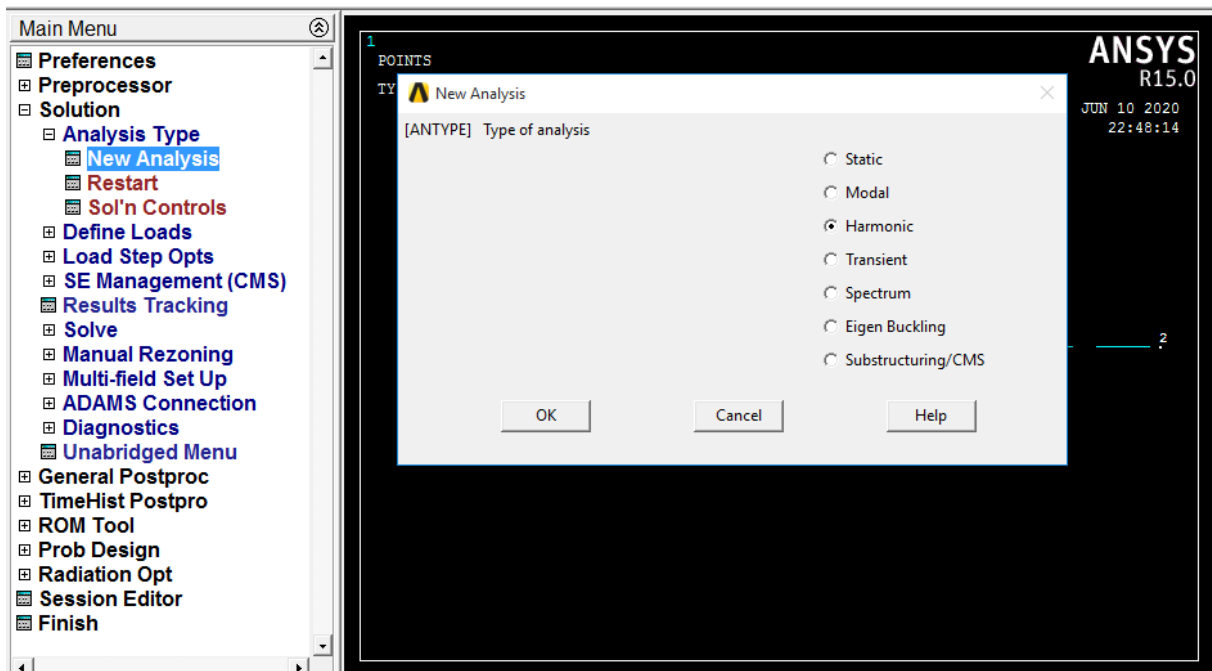 Main Menu
Preferences
Preprocessor
Solution
Analysis Type
New Analysis
Restart
Sol'n Controls
Define Loads
Load Step Opts
SE Management (CMS)
Results Tracking
Solve
Manual Rezoning
Multi-field Set Up
ADAMS Connection
Diagnostics
Unabridged Menu
General Postproc
TimeHist Postpro
ROM Tool
Prob Design
Radiation Opt
Session Editor
Finish
1
POINTS
TY
ANSYS
R15.0
JUN 10 2020
22:48:14
New Analysis
[ANTYPE] Type of analysis
Static
Modal
Harmonic
Transient
Spectrum
Eigen Buckling
Substructuring/CMS
OK Cancel Help
2